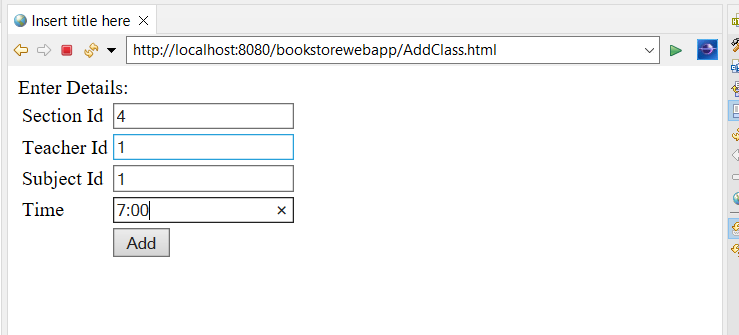 Insert title here
http://localhost:8080/bookstorewebapp/AddClass.html
Enter Details:
Section Id 4
Teacher Id 1
Subject Id 1
Time 7:00
Add